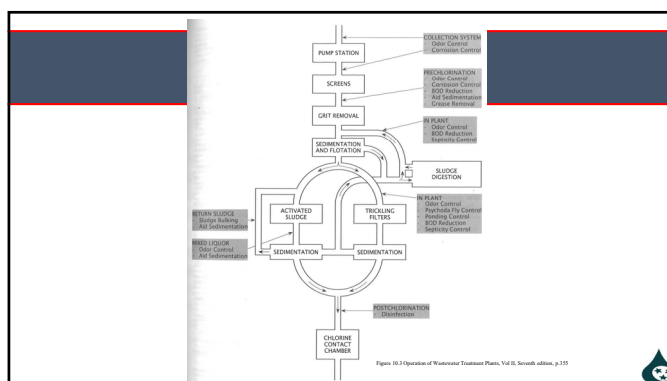 COLLECTION SYSTEM
- Odor Control
- Corrosion Control
PUMP STATION
SCREENS
PRECHLORINATION
- Odor Control
- Corrosion Control
- BOD Reduction
- Aid Sedimentation
- Grease Removal
GRIT REMOVAL
IN PLANT
- Odor Control
- BOD Reduction
- Septicity Control
SEDIMENTATION
AND FLOTATION
SLUDGE
DIGESTION
IN PLANT
- Odor Control
- Psychoda Fly Control
- Ponding Control
- BOD Reduction
- Septicity Control
RETURN SLUDGE
- Sludge Bulking
- Aid Sedimentation
ACTIVATED
SLUDGE
TRICKLING
FILTERS
MIXED LIQUOR
- Odor Control
- Aid Sedimentation
SEDIMENTATION
SEDIMENTATION
POSTCHLORINATION
- Disinfection
CHLORINE
CONTACT
CHAMBER
Figure 10.3 Operation of Wastewater Treatment Plants, Vol II, Seventh edition, p.355